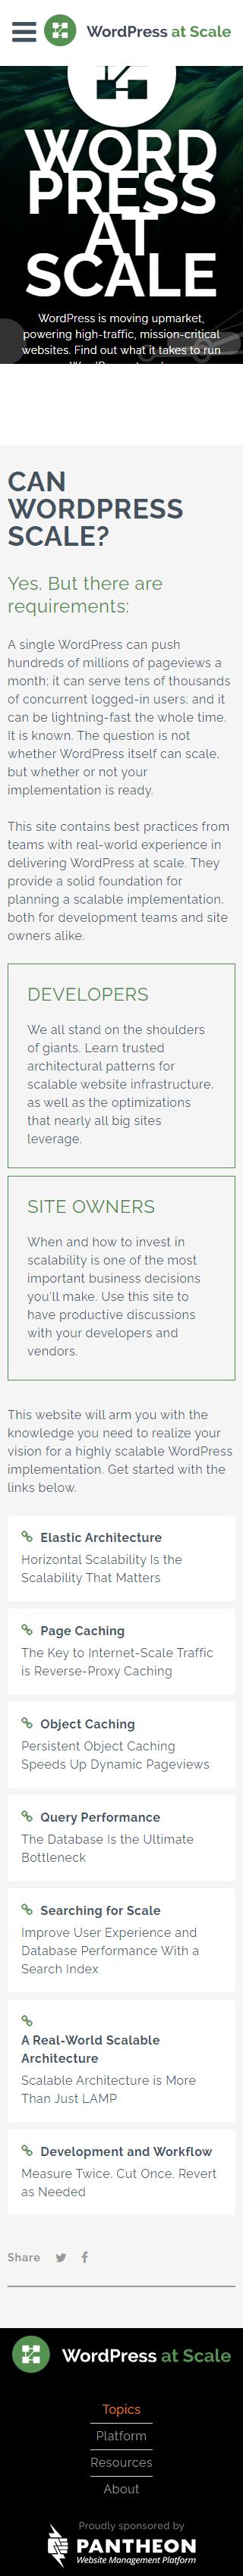 WordPress at Scale
WORD
PRESS
AT
SCALE
WordPress is moving upmarket,
powering high-traffic, mission-critical
websites. Find out what it takes to run
CAN
WORDPRESS
SCALE?
Yes. But there are
requirements:
A single WordPress can push
hundreds of millions of pageviews a
month; it can serve tens of thousands
of concurrent logged-in users; and it
can be lightning-fast the whole time.
It is known. The question is not
whether WordPress itself can scale,
but whether or not your
implementation is ready.
This site contains best practices from
teams with real-world experience in
delivering WordPress at scale. They
provide a solid foundation for
planning a scalable implementation,
both for development teams and site
owners alike.
DEVELOPERS
We all stand on the shoulders
of giants. Learn trusted
architectural patterns for
scalable website infrastructure,
as well as the optimizations
that nearly all big sites
leverage.
SITE OWNERS
When and how to invest in
scalability is one of the most
important business decisions
you'll make. Use this site to
have productive discussions
with your developers and
vendors.
This website will arm you with the
knowledge you need to realize your
vision for a highly scalable WordPress
implementation. Get started with the
links below.
Elastic Architecture
Horizontal Scalability Is the
Scalability That Matters
Page Caching
The Key to Internet-Scale Traffic
is Reverse-Proxy Caching
Object Caching
Persistent Object Caching
Speeds Up Dynamic Pageviews
Query Performance
The Database Is the Ultimate
Bottleneck
Searching for Scale
Improve User Experience and
Database Performance With a
Search Index
A Real-World Scalable
Architecture
Scalable Architecture is More
Than Just LAMP
Development and Workflow
Measure Twice. Cut Once. Revert
as Needed
Share
WordPress at Scale
Topics
Platform
Resources
About
Proudly sponsored by
PANTHEON
Website Management Platform